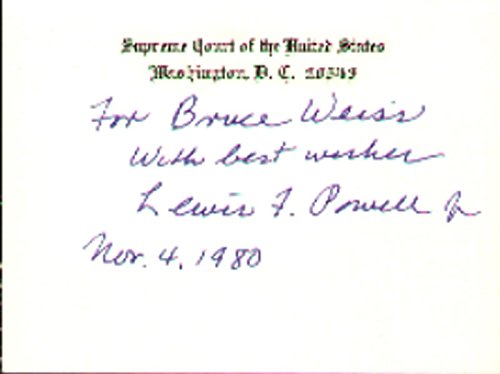 Supreme Court of the United States
Washington, D. C. 20543
For Bruce Weiss
With best wishes
Lewis F. Powell Jr
Nov. 4, 1980